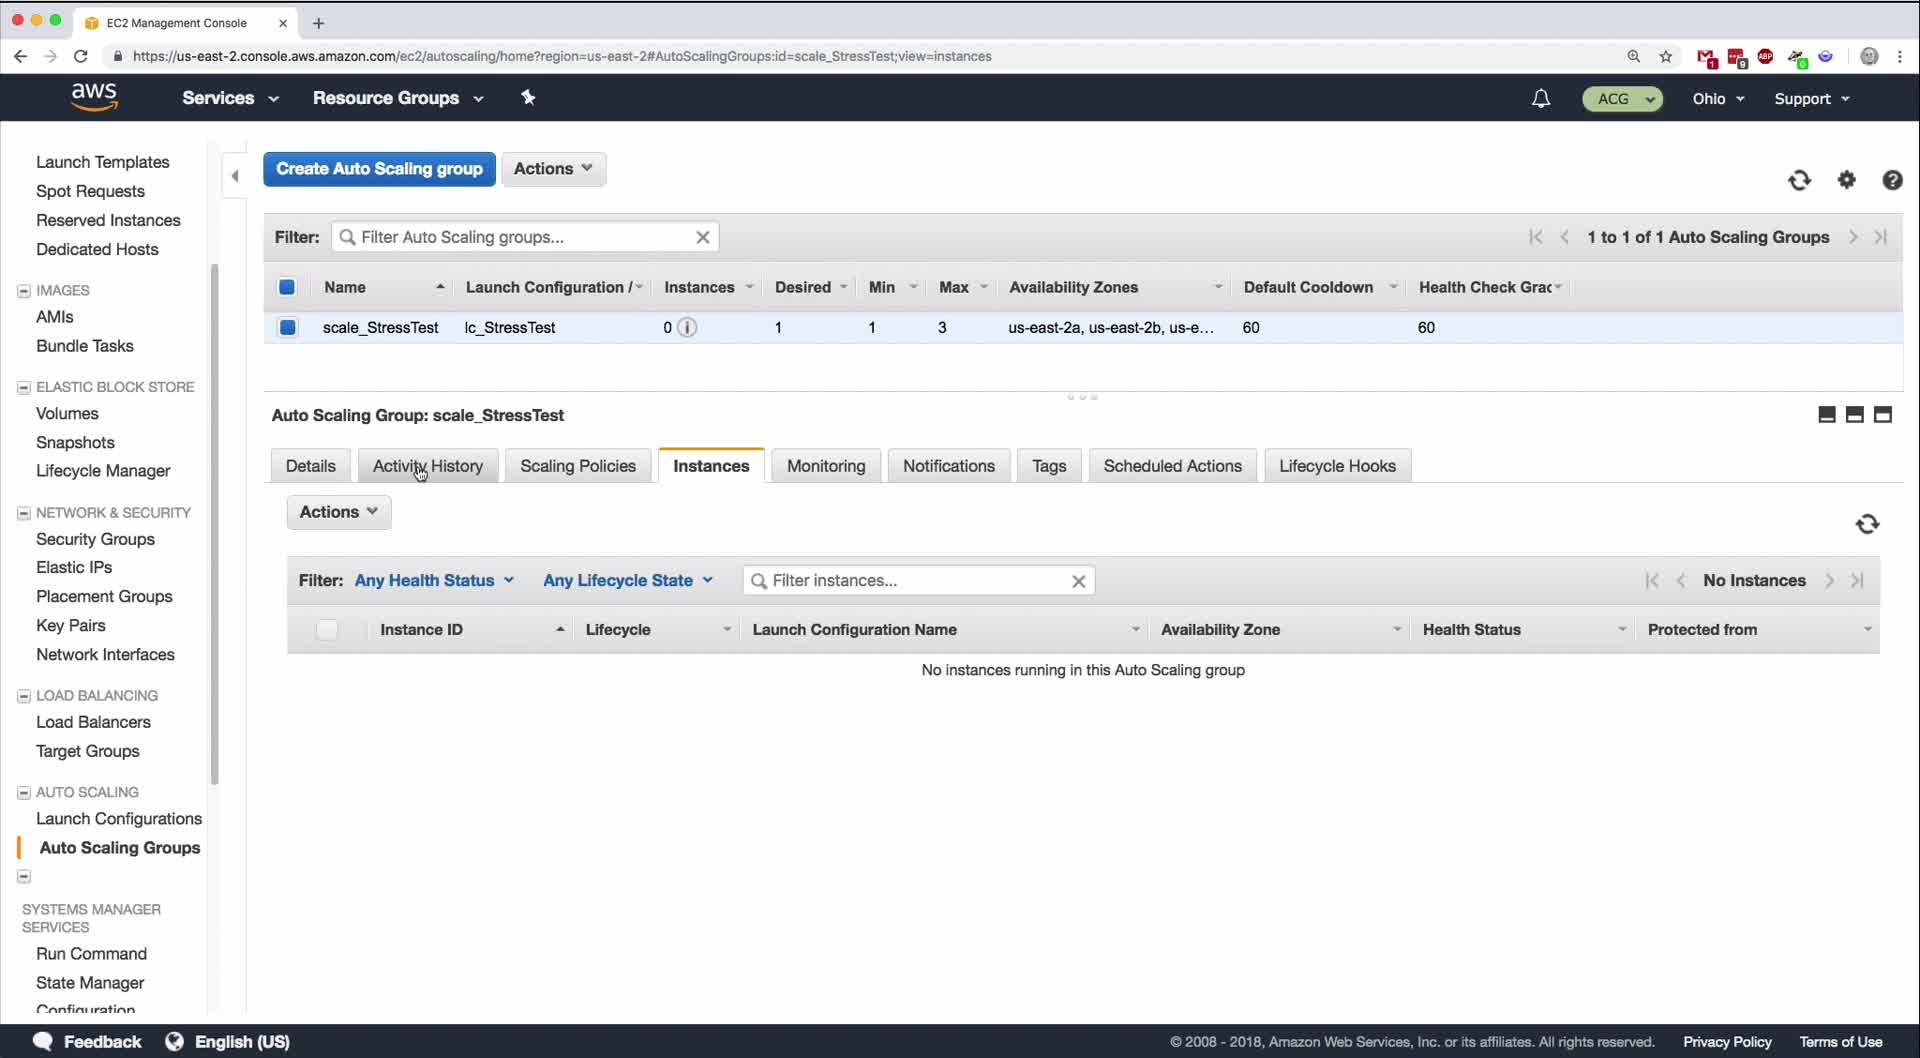 EC2 Management Console
https://us-east-2.console.aws.amazon.com/ec2/autoscaling/home?region=us-east-2#AutoScalingGroups:id=scale_StressTest;view=instances
1
9
ABP
0
aws
Services
Resource Groups
ACG
Ohio
Support
Launch Templates
Spot Requests
Reserved Instances
Dedicated Hosts
IMAGES
AMIs
Bundle Tasks
ELASTIC BLOCK STORE
Volumes
Snapshots
Lifecycle Manager
NETWORK & SECURITY
Security Groups
Elastic IPs
Placement Groups
Key Pairs
Network Interfaces
LOAD BALANCING
Load Balancers
Target Groups
AUTO SCALING
Launch Configurations
Auto Scaling Groups
SYSTEMS MANAGER
SERVICES
Run Command
State Manager
Configuration
Create Auto Scaling group
Actions
Filter: Filter Auto Scaling groups...
1 to 1 of 1 Auto Scaling Groups
Name Launch Configuration / Instances Desired Min Max Availability Zones Default Cooldown Health Check Grac
scale_StressTest lc_StressTest 0 1 1 3 us-east-2a, us-east-2b, us-e... 60 60
Auto Scaling Group: scale_StressTest
Details Activity History Scaling Policies Instances Monitoring Notifications Tags Scheduled Actions Lifecycle Hooks
Actions
Filter: Any Health Status Any Lifecycle State Filter instances... No Instances
Instance ID Lifecycle Launch Configuration Name Availability Zone Health Status Protected from
No instances running in this Auto Scaling group
Feedback English (US)
© 2008 - 2018, Amazon Web Services, Inc. or its affiliates. All rights reserved. Privacy Policy Terms of Use